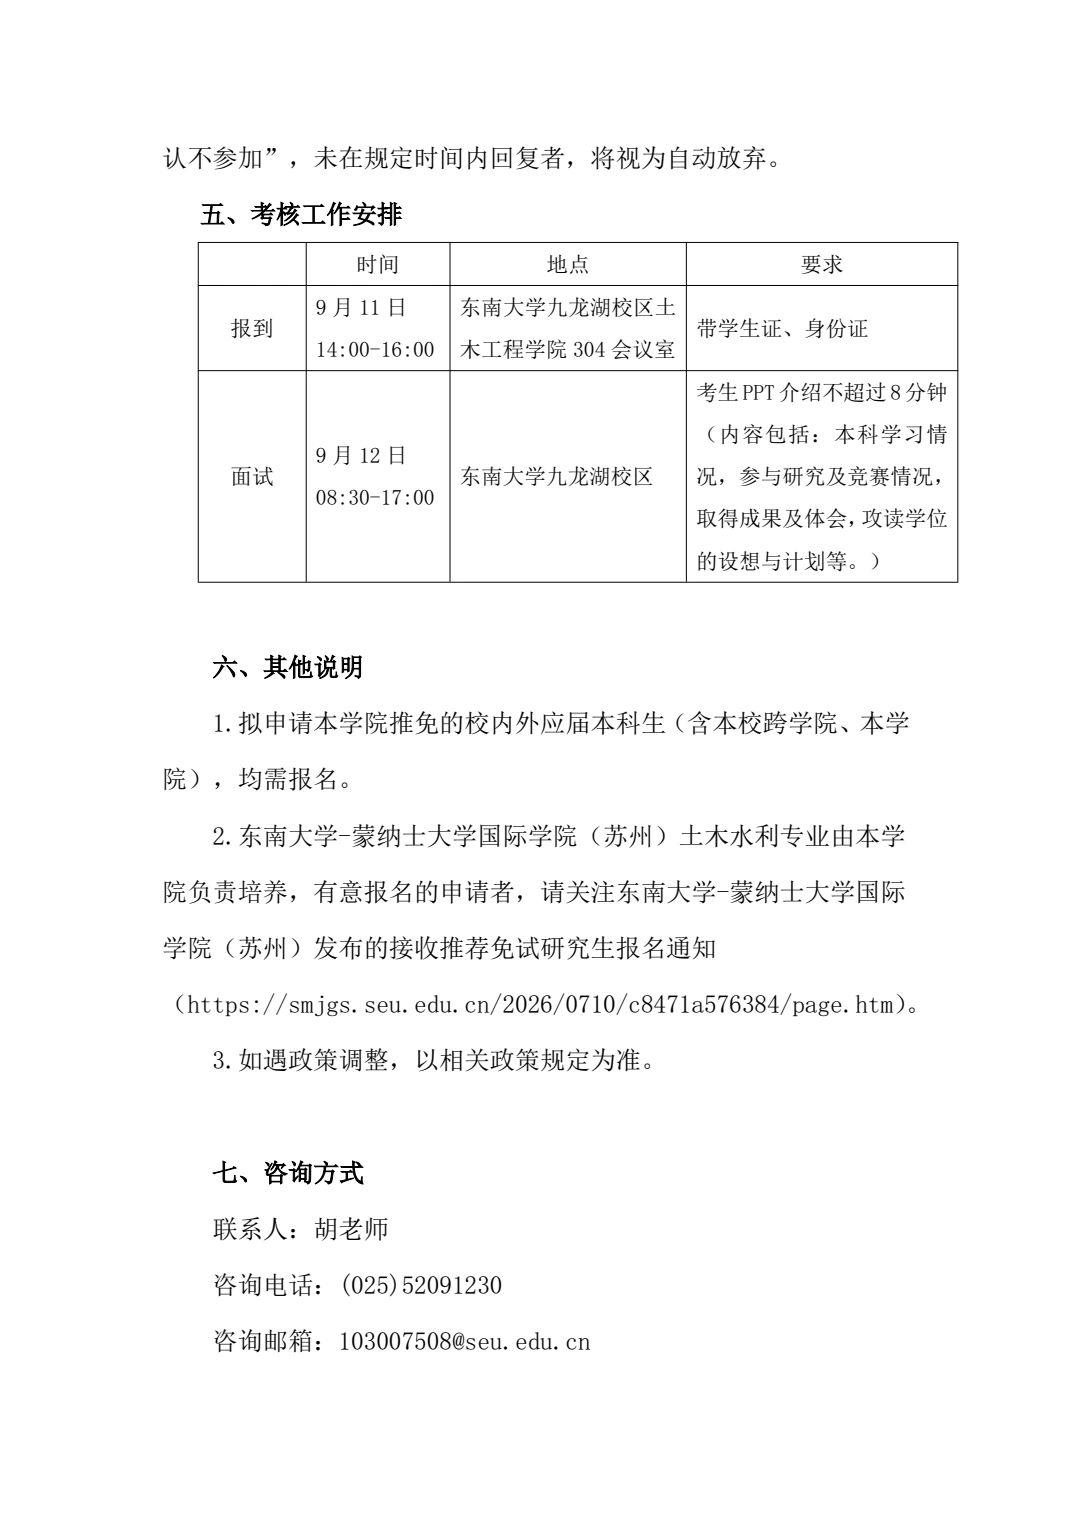 认不参加”，未在规定时间内回复者，将视为自动放弃。
五、考核工作安排
时间 地点 要求
报到
9 月 11 日
14:00-16:00
东南大学九龙湖校区土
木工程学院 304 会议室
带学生证、身份证
面试
9 月 12 日
08:30-17:00
东南大学九龙湖校区
考生 PPT 介绍不超过 8 分钟
（内容包括：本科学习情
况，参与研究及竞赛情况，
取得成果及体会，攻读学位
的设想与计划等。）
六、其他说明
1.拟申请本学院推免的校内外应届本科生（含本校跨学院、本学
院），均需报名。
2.东南大学-蒙纳士大学国际学院（苏州）土木水利专业由本学
院负责培养，有意报名的申请者，请关注东南大学-蒙纳士大学国际
学院（苏州）发布的接收推荐免试研究生报名通知
（https://smjgs.seu.edu.cn/2026/0710/c8471a576384/page.htm）。
3.如遇政策调整，以相关政策规定为准。
七、咨询方式
联系人：胡老师
咨询电话：(025)52091230
咨询邮箱：103007508@seu.edu.cn